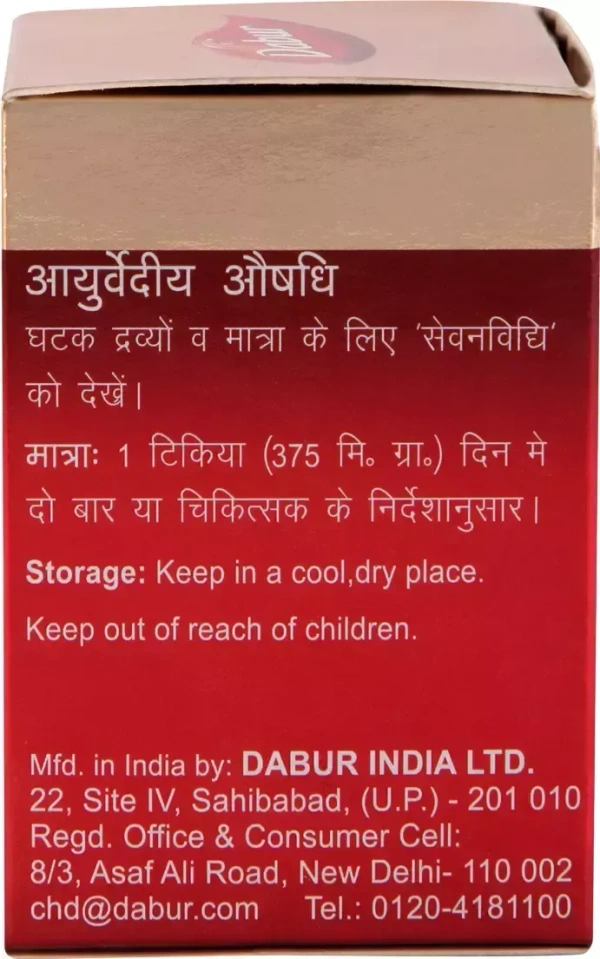 Dabur
आयुर्वेदीय औषधि
घटक द्रव्यों व मात्रा के लिए 'सेवनविधि'
को देखें।
मात्राः 1 टिकिया (375 मि॰ ग्रा॰) दिन मे
दो बार या चिकित्सक के निर्देशानुसार।
Storage: Keep in a cool,dry place.
Keep out of reach of children.
Mfd. in India by: DABUR INDIA LTD.
22, Site IV, Sahibabad, (U.P.) - 201 010
Regd. Office & Consumer Cell:
8/3, Asaf Ali Road, New Delhi- 110 002
chd@dabur.com Tel.: 0120-4181100